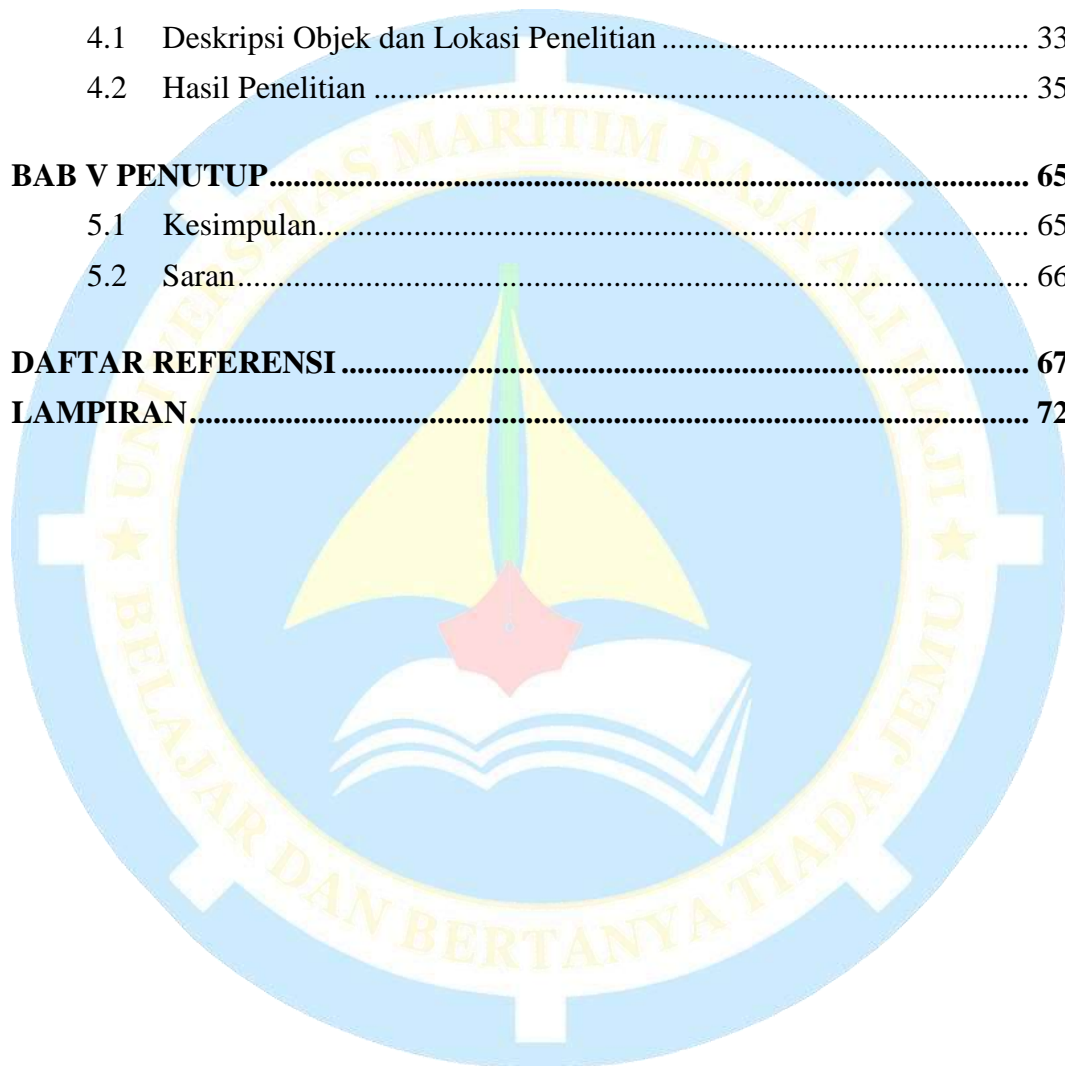 4.1 Deskripsi Objek dan Lokasi Penelitian ........................................ 33
4.2 Hasil Penelitian ........................................ 35
BAB V PENUTUP ........................................ 65
5.1 Kesimpulan ........................................ 65
5.2 Saran ........................................ 66
DAFTAR REFERENSI ........................................ 67
LAMPIRAN ........................................ 72
UNIVERSITAS MARITIM RAJA ALI HAJI
BELAJAR DAN BERTANYA TIADA JEMU